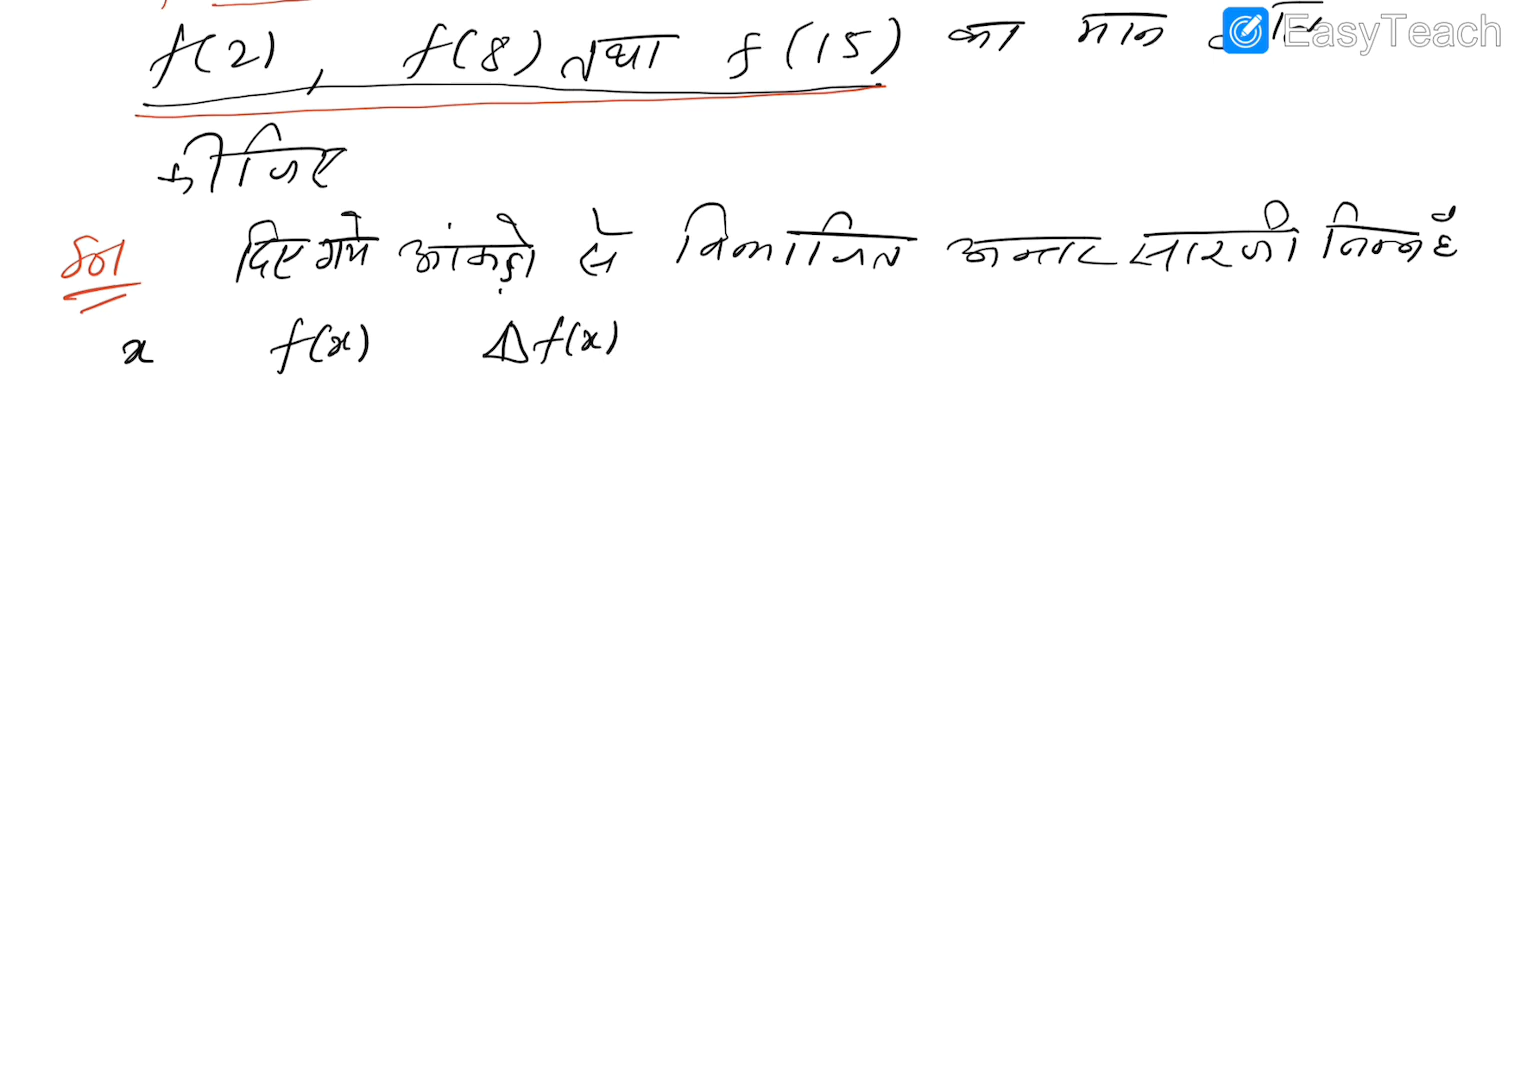 f(2), f(8) तथा f(15) का मान
EasyTeach
कीजिए
हल दिए गये आंकड़ो से विभाजित अन्तर सारणी निम्न है
x f(x) Δf(x)